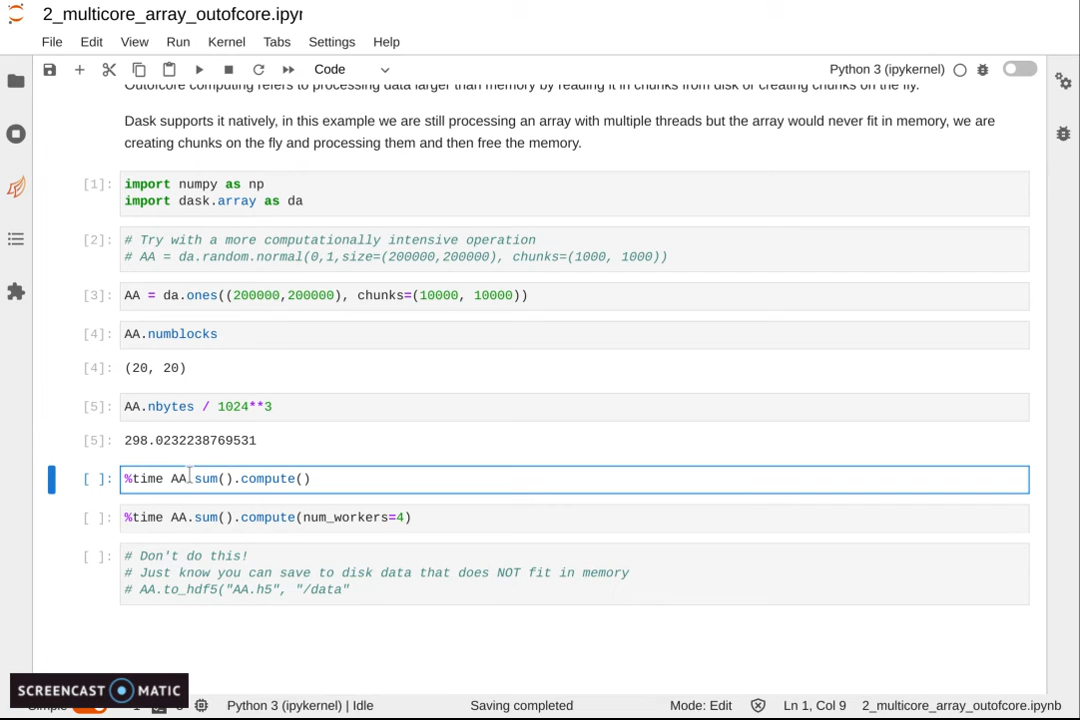 2_multicore_array_outofcore.ipyr
File Edit View Run Kernel Tabs Settings Help
Code Python 3 (ipykernel)
Outofcore computing refers to processing data larger than memory by reading it in chunks from disk or creating chunks on the fly.
Dask supports it natively, in this example we are still processing an array with multiple threads but the array would never fit in memory, we are
creating chunks on the fly and processing them and then free the memory.
[1]: import numpy as np
import dask.array as da
[2]: # Try with a more computationally intensive operation
# AA = da.random.normal(0,1,size=(200000,200000), chunks=(1000, 1000))
[3]: AA = da.ones((200000,200000), chunks=(10000, 10000))
[4]: AA.numblocks
[4]: (20, 20)
[5]: AA.nbytes / 1024**3
[5]: 298.0232238769531
[ ]: %time AA.sum().compute()
[ ]: %time AA.sum().compute(num_workers=4)
[ ]: # Don't do this!
# Just know you can save to disk data that does NOT fit in memory
# AA.to_hdf5("AA.h5", "/data"
SCREENCAST MATIC
Simple Python 3 (ipykernel) | Idle Saving completed Mode: Edit Ln 1, Col 9 2_multicore_array_outofcore.ipynb